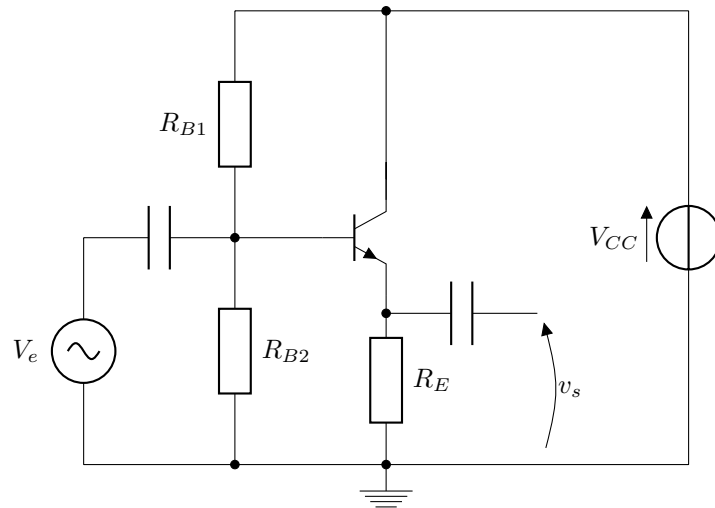 R_{B1}
V_{CC}
V_e
R_{B2}
R_E
v_s